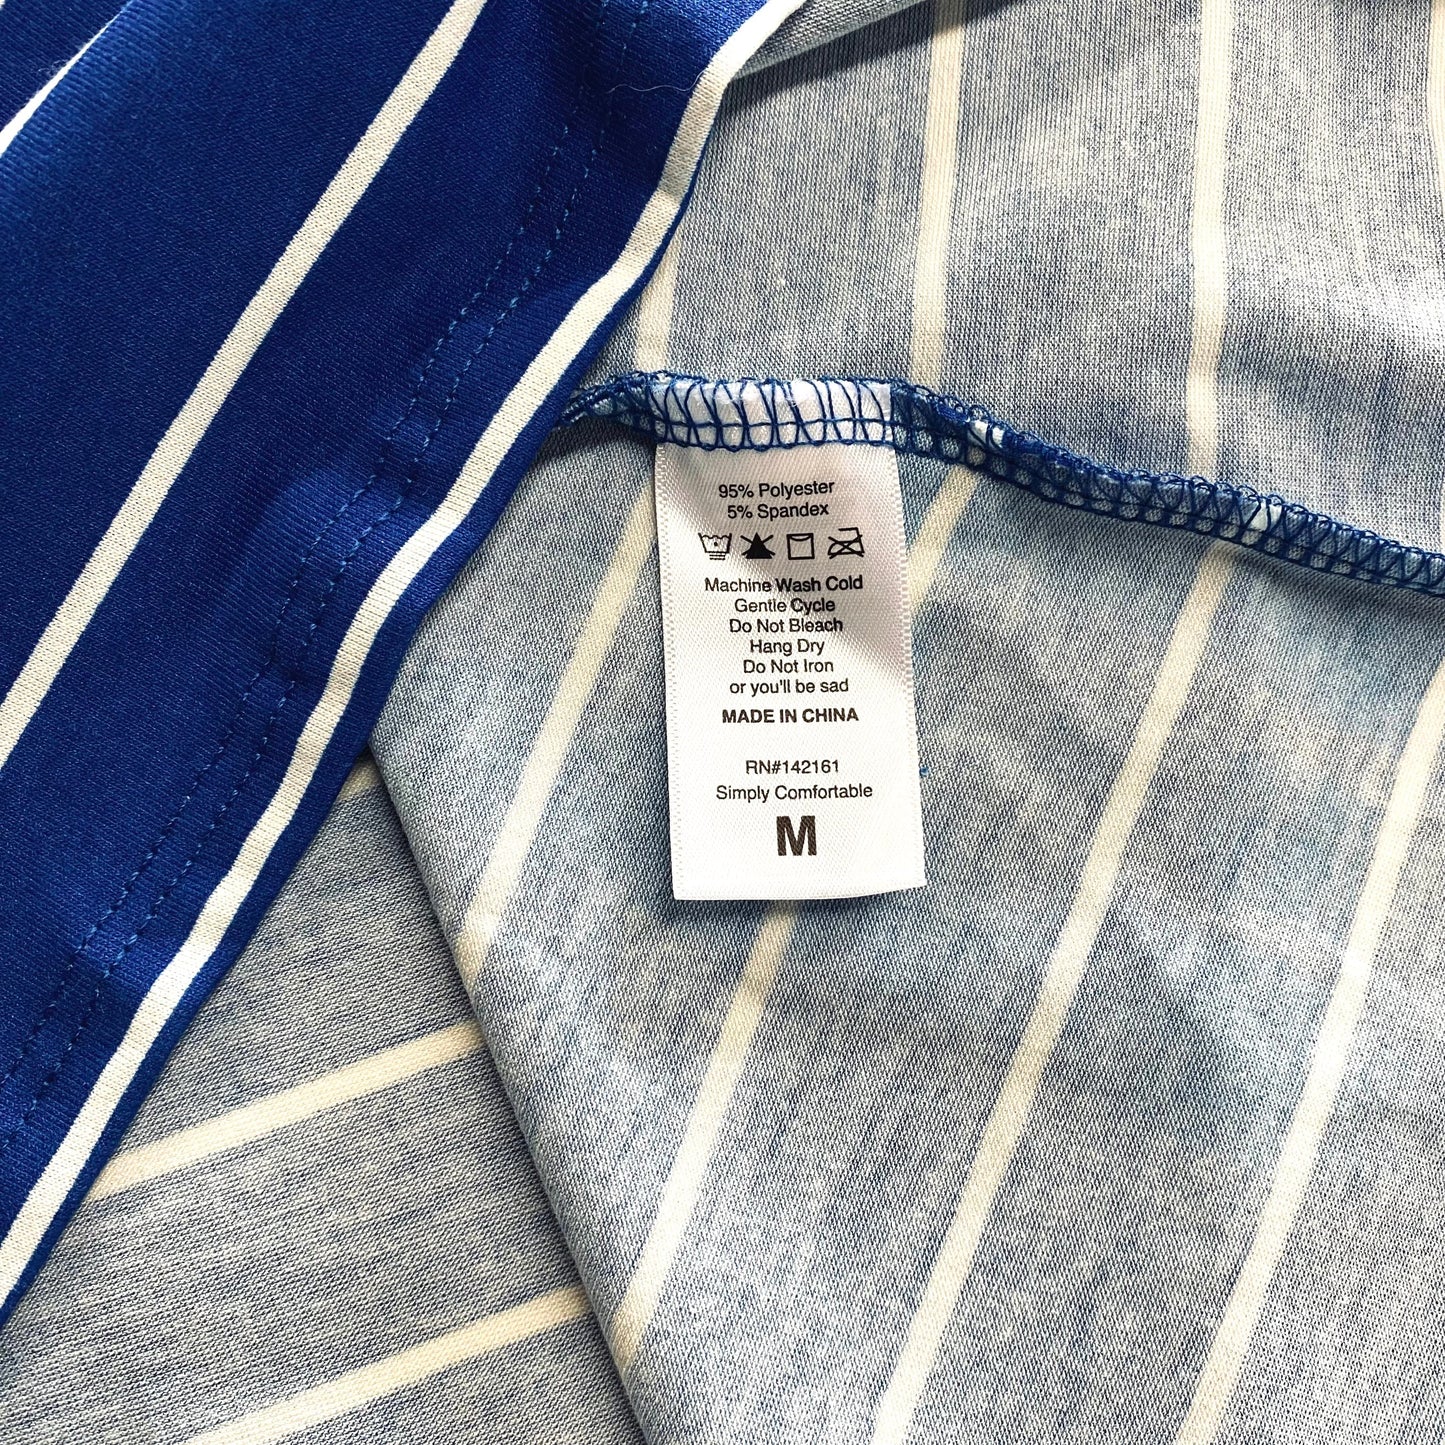 95% Polyester
5% Spandex
Machine Wash Cold
Gentle Cycle
Do Not Bleach
Hang Dry
Do Not Iron
or you'll be sad
MADE IN CHINA
RN#142161
Simply Comfortable
M